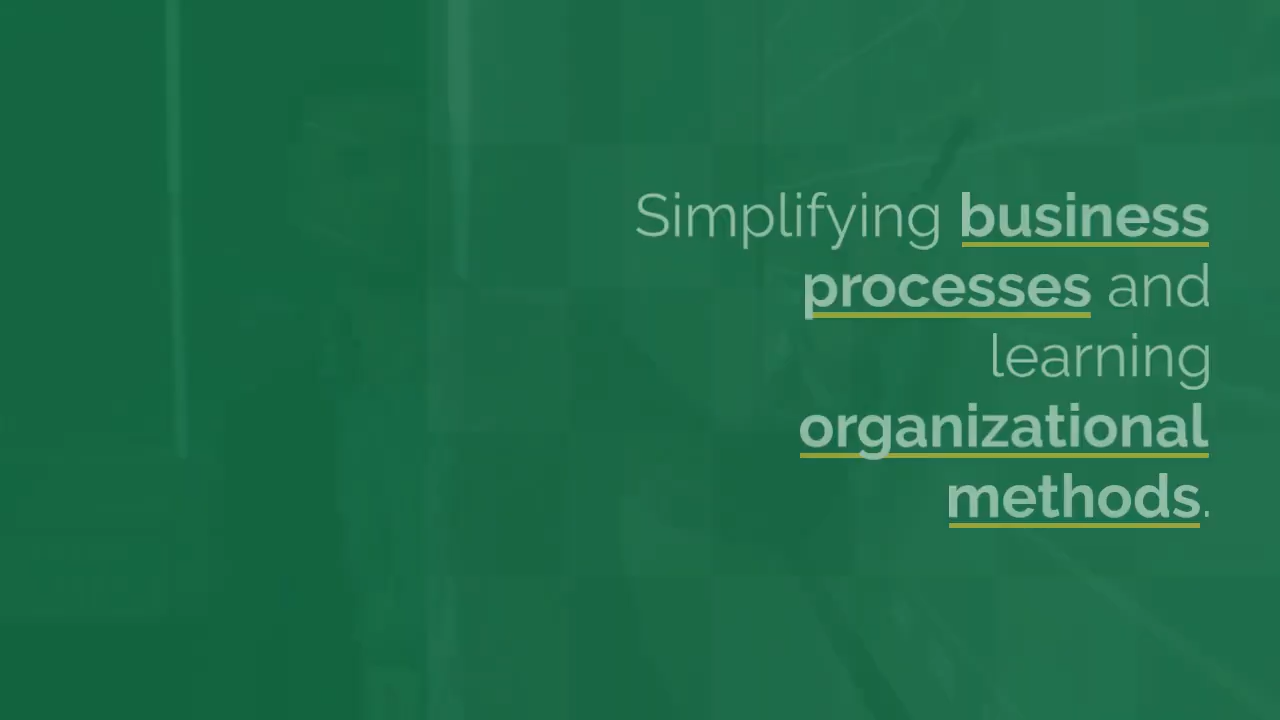 Simplifying business
processes and
learning
organizational
methods.